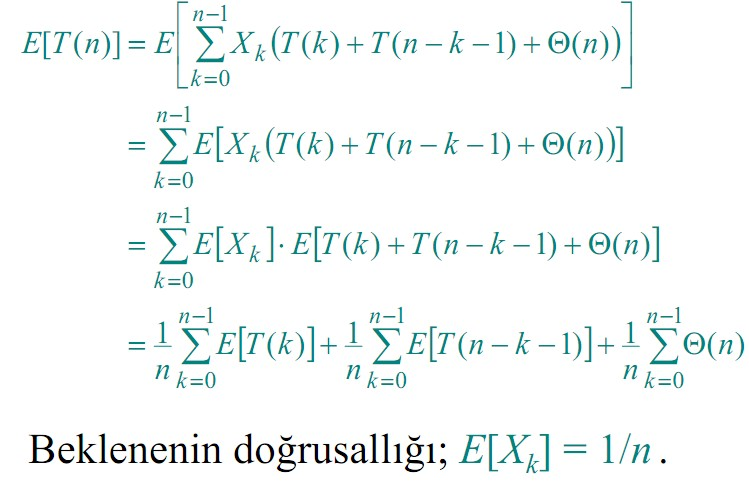 E[T(n)] = E[∑_{k=0}^{n−1} X_k (T(k) + T(n − k − 1) + Θ(n))]
= ∑_{k=0}^{n−1} E[X_k (T(k) + T(n − k − 1) + Θ(n))]
= ∑_{k=0}^{n−1} E[X_k] · E[T(k) + T(n − k − 1) + Θ(n)]
= 1/n ∑_{k=0}^{n−1} E[T(k)] + 1/n ∑_{k=0}^{n−1} E[T(n − k − 1)] + 1/n ∑_{k=0}^{n−1} Θ(n)
Beklenenin doğrusallığı; E[X_k] = 1/n .